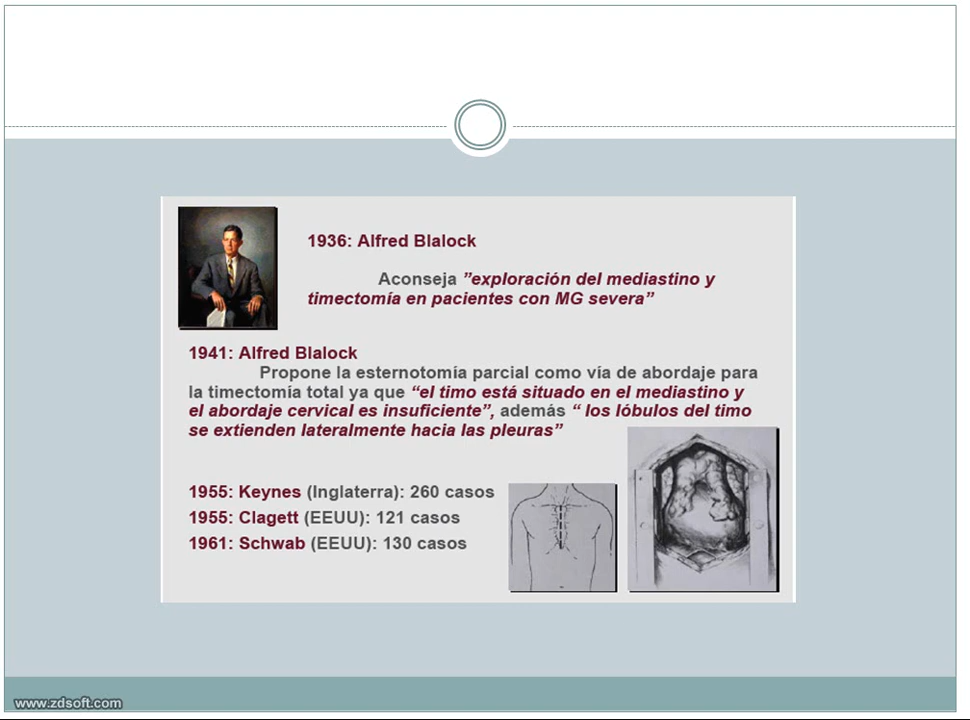 1936: Alfred Blalock
Aconseja ”exploración del mediastino y
timectomía en pacientes con MG severa”
1941: Alfred Blalock
Propone la esternotomía parcial como vía de abordaje para
la timectomía total ya que “el timo está situado en el mediastino y
el abordaje cervical es insuficiente”, además “ los lóbulos del timo
se extienden lateralmente hacia las pleuras”
1955: Keynes (Inglaterra): 260 casos
1955: Clagett (EEUU): 121 casos
1961: Schwab (EEUU): 130 casos
www.zdsoft.com